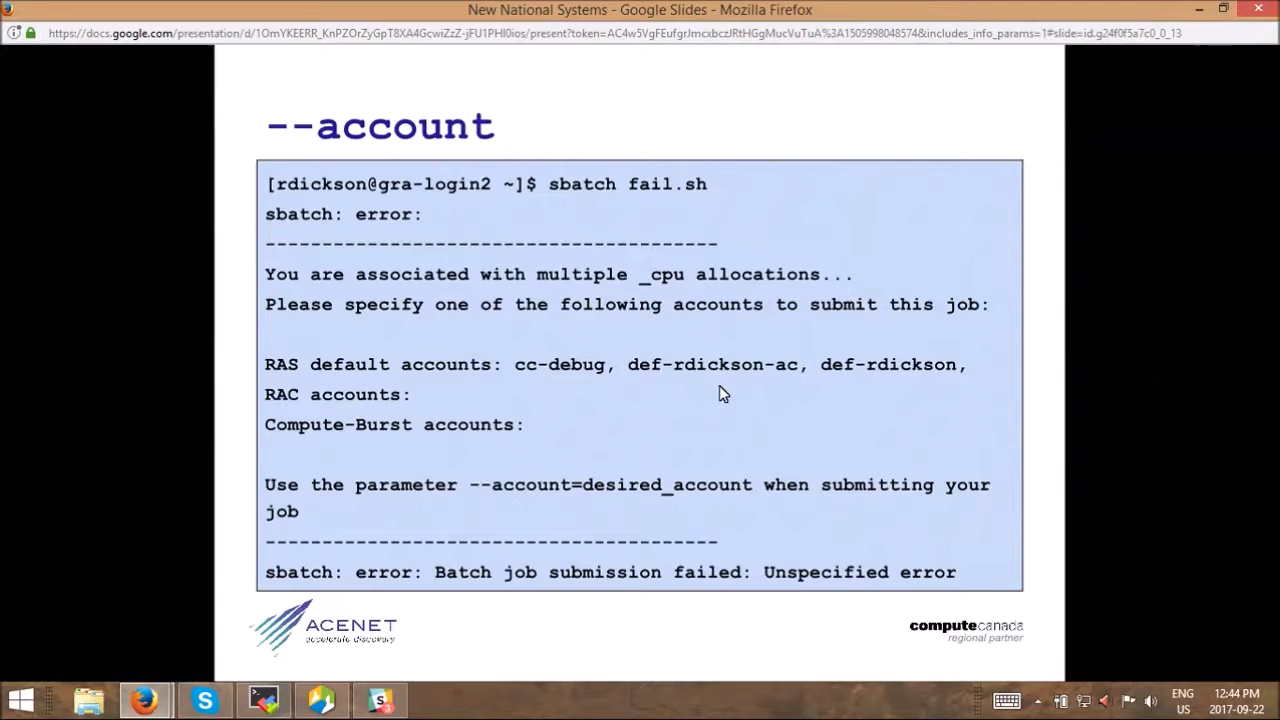 New National Systems - Google Slides - Mozilla Firefox
https://docs.google.com/presentation/d/1OmYKEERR_KnPZOrZyGpT8XA4GcwiZzZ-jFU1PHI0ios/present?token=AC4w5VgFEufgrJmcxbczJRtHGgMucVuTuA%3A1505998048574&includes_info_params=1#slide=id.g24f0f5a7c0_0_13
--account
[rdickson@gra-login2 ~]$ sbatch fail.sh
sbatch: error:
----------------------------------------
You are associated with multiple _cpu allocations...
Please specify one of the following accounts to submit this job:
RAS default accounts: cc-debug, def-rdickson-ac, def-rdickson,
RAC accounts:
Compute-Burst accounts:
Use the parameter --account=desired_account when submitting your
job
----------------------------------------
sbatch: error: Batch job submission failed: Unspecified error
ACENET
accelerate discovery
computecanada
regional partner
ENG
US
12:44 PM
2017-09-22